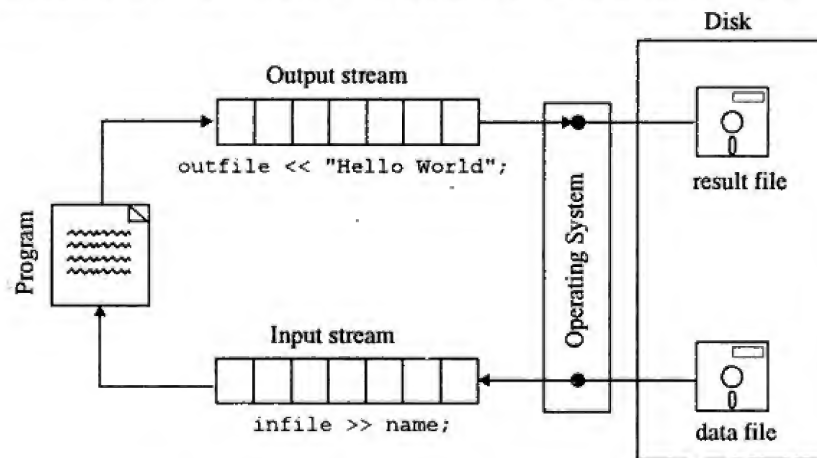 Disk
Output stream
outfile << "Hello World";
result file
Program
Operating System
Input stream
infile >> name;
data file